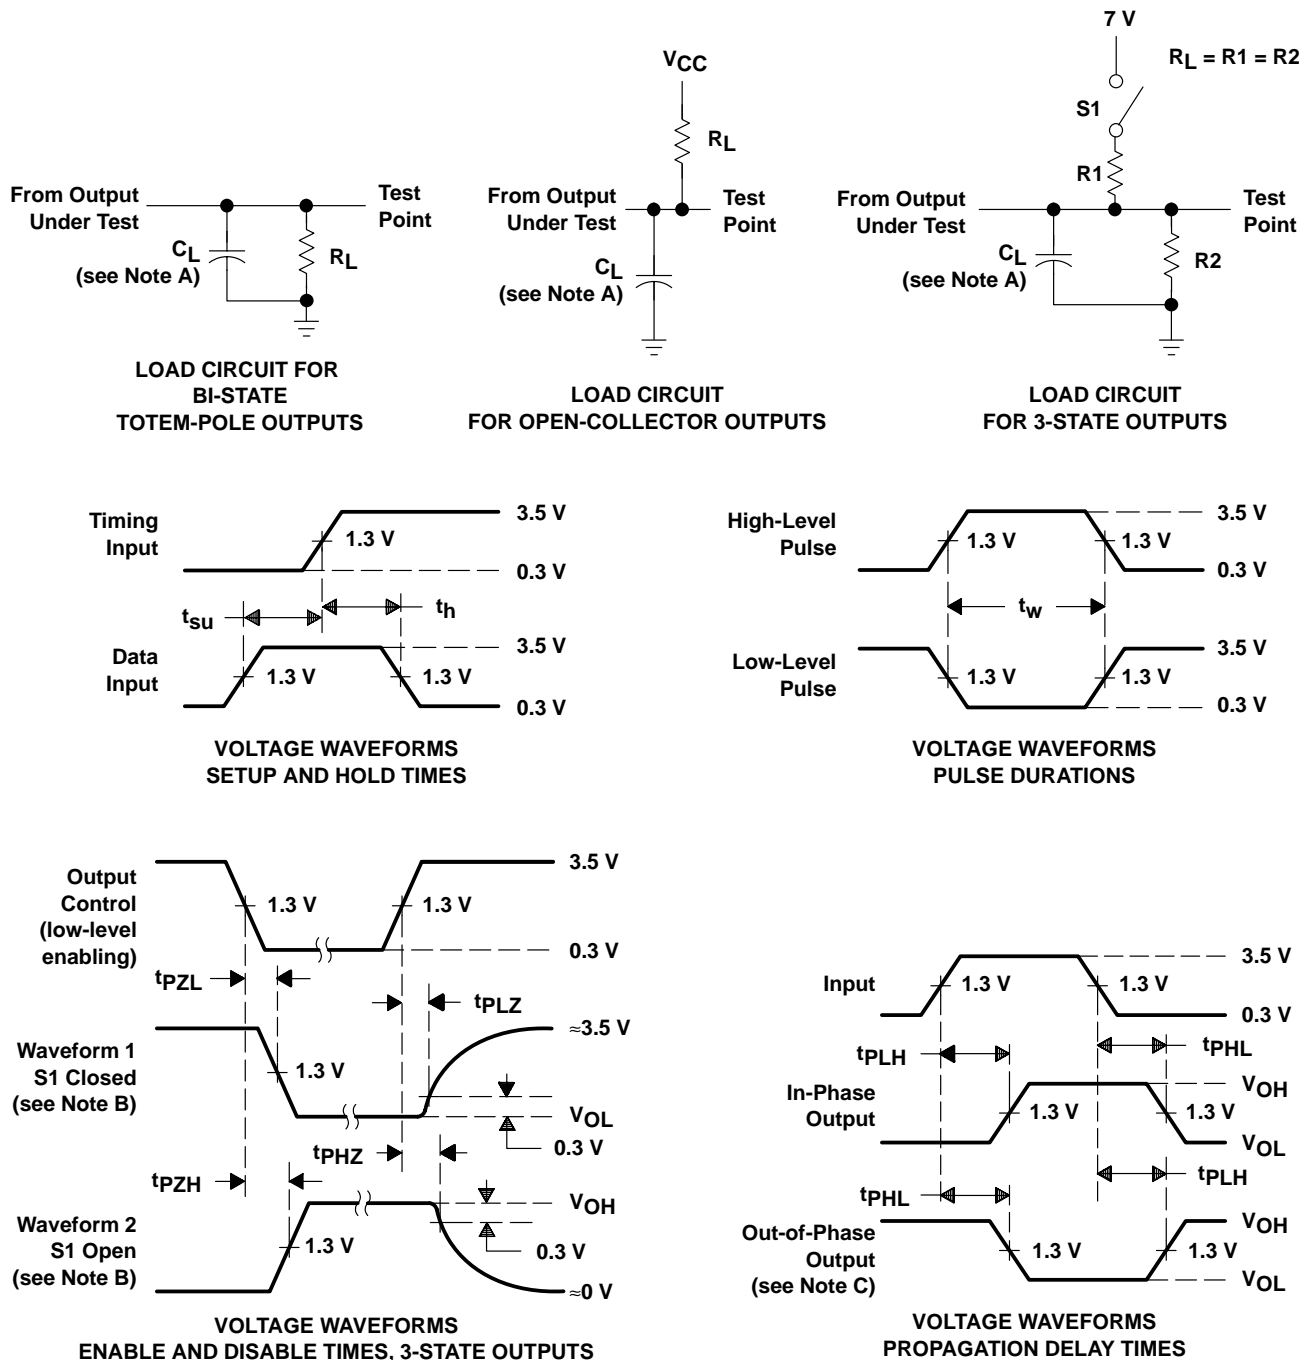 7 V
RL = R1 = R2
S1
R1
From Output
Under Test
Test
Point
CL
(see Note A)
R2
LOAD CIRCUIT
FOR 3-STATE OUTPUTS
VCC
RL
From Output
Under Test
Test
Point
CL
(see Note A)
LOAD CIRCUIT
FOR OPEN-COLLECTOR OUTPUTS
From Output
Under Test
Test
Point
CL
(see Note A)
RL
LOAD CIRCUIT FOR
BI-STATE
TOTEM-POLE OUTPUTS
Timing
Input
1.3 V
3.5 V
0.3 V
tsu
th
Data
Input
1.3 V
1.3 V
3.5 V
0.3 V
VOLTAGE WAVEFORMS
SETUP AND HOLD TIMES
High-Level
Pulse
1.3 V
1.3 V
3.5 V
0.3 V
tw
Low-Level
Pulse
1.3 V
1.3 V
3.5 V
0.3 V
VOLTAGE WAVEFORMS
PULSE DURATIONS
Output
Control
(low-level
enabling)
1.3 V
1.3 V
3.5 V
0.3 V
tPZL
tPLZ
Waveform 1
S1 Closed
(see Note B)
1.3 V
≈3.5 V
VOL
0.3 V
tPZH
tPHZ
Waveform 2
S1 Open
(see Note B)
1.3 V
VOH
0.3 V
≈0 V
VOLTAGE WAVEFORMS
ENABLE AND DISABLE TIMES, 3-STATE OUTPUTS
Input
1.3 V
1.3 V
3.5 V
0.3 V
tPLH
tPHL
In-Phase
Output
1.3 V
1.3 V
VOH
VOL
tPHL
tPLH
Out-of-Phase
Output
(see Note C)
1.3 V
1.3 V
VOH
VOL
VOLTAGE WAVEFORMS
PROPAGATION DELAY TIMES